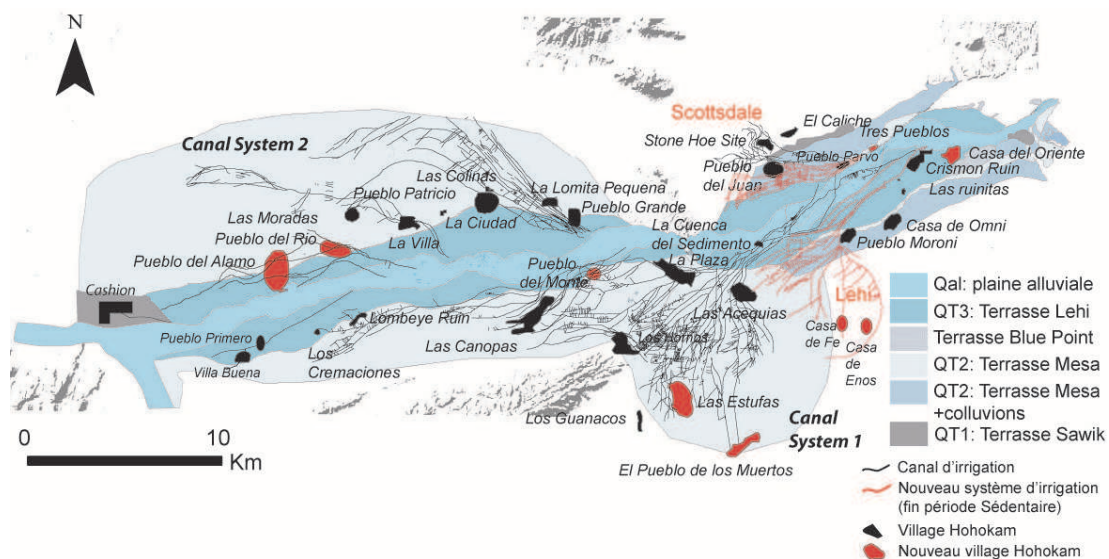 N
Scottsdale
El Caliche
Stone Hoe Site
Tres Pueblos
Canal System 2
Pueblo Parvo
Casa del Oriente
Pueblo
del Juan
Crismon Ruin
Las Colinas
Las ruinitas
Pueblo Patricio
La Lomita Pequena
Pueblo Grande
Las Moradas
La Ciudad
La Cuenca
del Sedimento
Casa de Omni
Pueblo del Rio
La Villa
Pueblo Moroni
Pueblo del Alamo
Pueblo
del Monte
La Plaza
Cashion
Lehi
Las Acequias
Lombeye Ruin
Pueblo Primero
Los Hornos
Casa
de Fe
Casa
de
Enos
Las Canopas
Villa Buena
Los
Cremaciones
Las Estufas
Los Guanacos
Canal
System 1
El Pueblo de los Muertos
0
10
Km
Qal: plaine alluviale
QT3: Terrasse Lehi
Terrasse Blue Point
QT2: Terrasse Mesa
QT2: Terrasse Mesa
+colluvions
QT1: Terrasse Sawik
Canal d'irrigation
Nouveau système d'irrigation
(fin période Sédentaire)
Village Hohokam
Nouveau village Hohokam